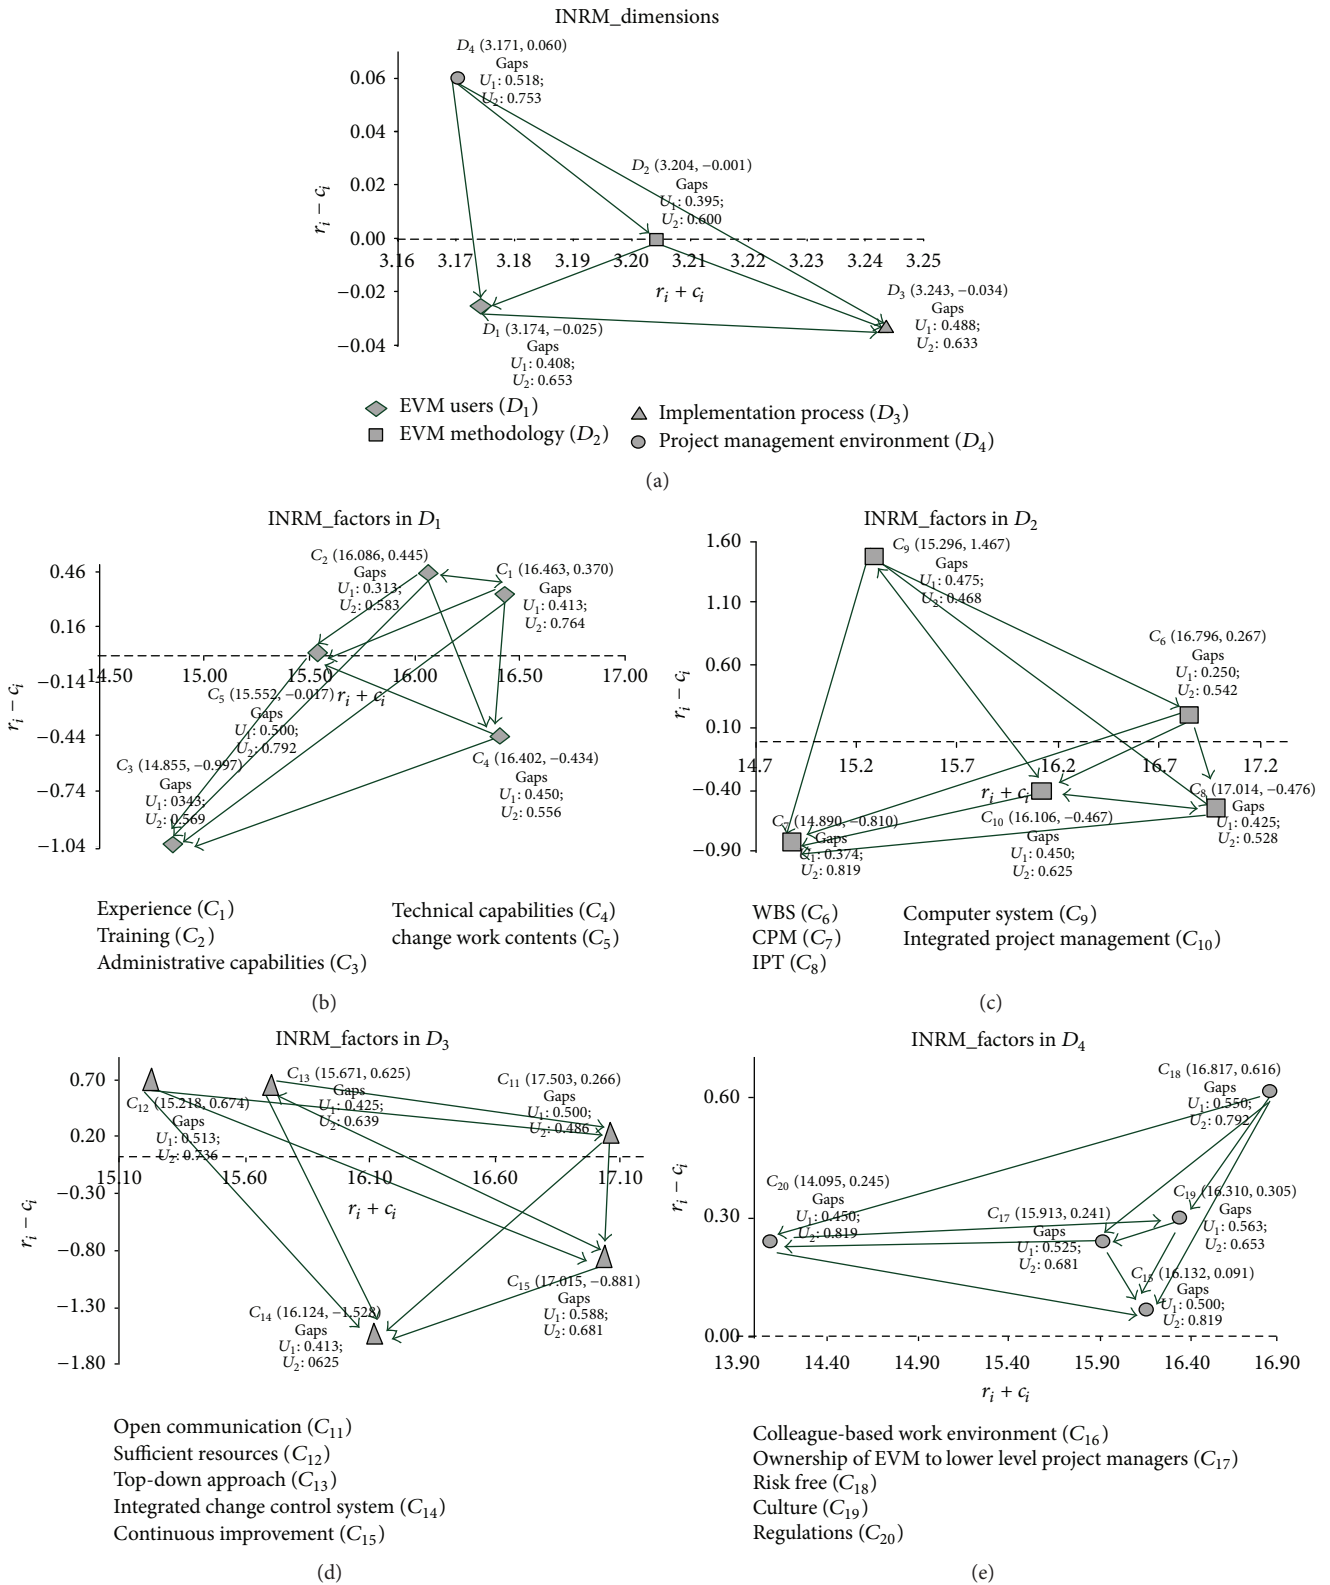 INRM_dimensions
D4 (3.171, 0.060)
Gaps
U1: 0.518;
U2: 0.753
0.06
0.04
0.02
0.00
−0.02
−0.04
ri − ci
D2 (3.204, −0.001)
Gaps
U1: 0.395;
U2: 0.600
3.16 3.17 3.18 3.19 3.20 3.21 3.22 3.23 3.24 3.25
ri + ci
D3 (3.243, −0.034)
Gaps
U1: 0.488;
U2: 0.633
D1 (3.174, −0.025)
Gaps
U1: 0.408;
U2: 0.653
EVM users (D1)
EVM methodology (D2)
Implementation process (D3)
Project management environment (D4)
(a)
INRM_factors in D1
0.46
0.16
−0.14
−0.44
−0.74
−1.04
ri − ci
C2 (16.086, 0.445)
Gaps
U1: 0.313;
U2: 0.583
C1 (16.463, 0.370)
Gaps
U1: 0.413;
U2: 0.764
14.50 15.00 15.50 16.00 16.50 17.00
ri + ci
C5 (15.552, −0.017)
Gaps
U1: 0.500;
U2: 0.792
C3 (14.855, −0.997)
Gaps
U1: 0343;
U2: 0.569
C4 (16.402, −0.434)
Gaps
U1: 0.450;
U2: 0.556
Experience (C1)
Training (C2)
Administrative capabilities (C3)
Technical capabilities (C4)
change work contents (C5)
(b)
INRM_factors in D2
1.60
1.10
0.60
0.10
−0.40
−0.90
ri − ci
C9 (15.296, 1.467)
Gaps
U1: 0.475;
U2: 0.468
C6 (16.796, 0.267)
Gaps
U1: 0.250;
U2: 0.542
14.7 15.2 15.7 16.2 16.7 17.2
ri + ci
C8 (17.014, −0.476)
Gaps
U1: 0.425;
U2: 0.528
C7 (14.890, −0.810)
Gaps
U1: 0.374;
U2: 0.819
C10 (16.106, −0.467)
Gaps
U1: 0.450;
U2: 0.625
WBS (C6)
CPM (C7)
IPT (C8)
Computer system (C9)
Integrated project management (C10)
(c)
INRM_factors in D3
0.70
0.20
−0.30
−0.80
−1.30
−1.80
ri − ci
C13 (15.671, 0.625)
Gaps
U1: 0.425;
U2: 0.639
C11 (17.503, 0.266)
Gaps
U1: 0.500;
U2: 0.486
C12 (15.218, 0.674)
Gaps
U1: 0.513;
U2: 0.736
15.10 15.60 16.10 16.60 17.10
ri + ci
C15 (17.015, −0.881)
Gaps
U1: 0.588;
U2: 0.681
C14 (16.124, −1.528)
Gaps
U1: 0.413;
U2: 0625
Open communication (C11)
Sufficient resources (C12)
Top-down approach (C13)
Integrated change control system (C14)
Continuous improvement (C15)
(d)
INRM_factors in D4
0.60
0.30
0.00
ri − ci
C18 (16.817, 0.616)
Gaps
U1: 0.550;
U2: 0.792
C20 (14.095, 0.245)
Gaps
U1: 0.450;
U2: 0.819
C19 (16.310, 0.305)
Gaps
U1: 0.563;
U2: 0.653
C17 (15.913, 0.241)
Gaps
U1: 0.525;
U2: 0.681
C15 (16.132, 0.091)
Gaps
U1: 0.500;
U2: 0.819
13.90 14.40 14.90 15.40 15.90 16.40 16.90
ri + ci
Colleague-based work environment (C16)
Ownership of EVM to lower level project managers (C17)
Risk free (C18)
Culture (C19)
Regulations (C20)
(e)